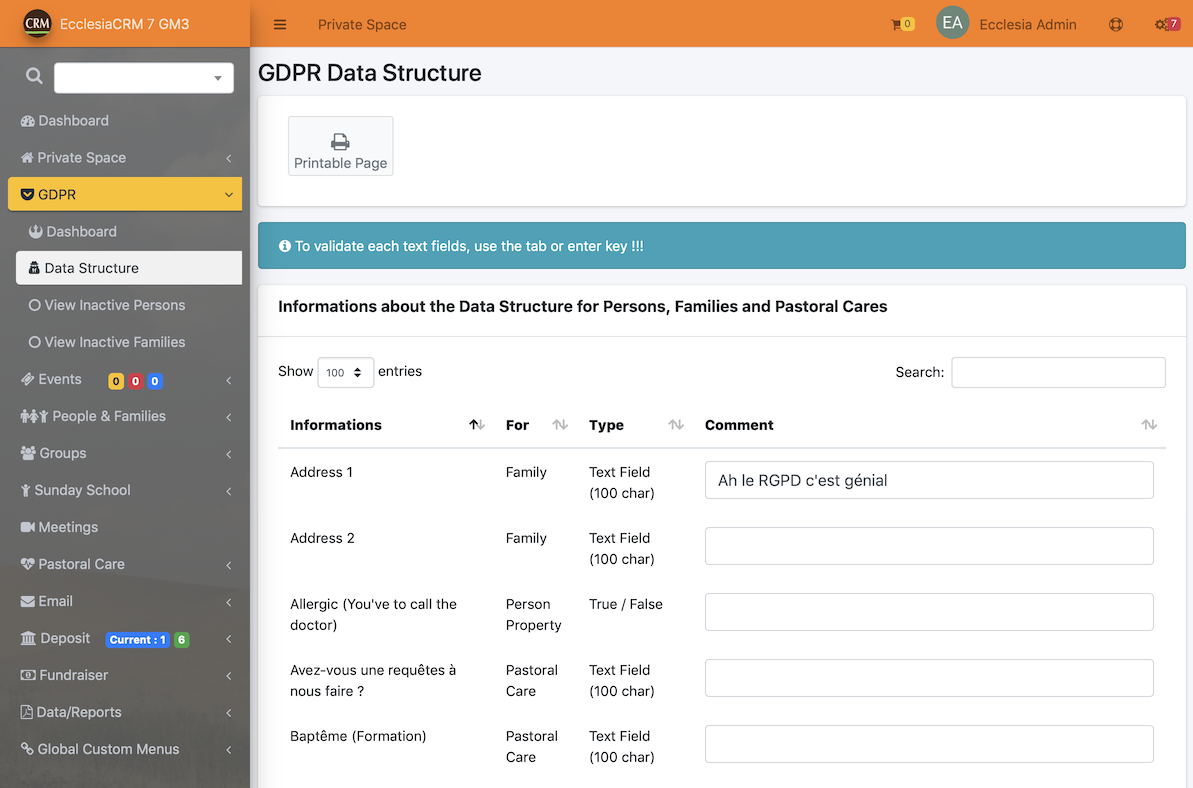 CRM EcclesiaCRM 7 GM3
Private Space
0
EA Ecclesia Admin
7
Dashboard
Private Space
GDPR
Dashboard
Data Structure
View Inactive Persons
View Inactive Families
Events 0 0 0
People & Families
Groups
Sunday School
Meetings
Pastoral Care
Email
Deposit Current : 1 6
Fundraiser
Data/Reports
Global Custom Menus
GDPR Data Structure
Printable Page
To validate each text fields, use the tab or enter key !!!
Informations about the Data Structure for Persons, Families and Pastoral Cares
Show 100 entries
Search:
Informations For Type Comment
Address 1 Family Text Field Ah le RGPD c'est génial
(100 char)
Address 2 Family Text Field
(100 char)
Allergic (You've to call the Person True / False
doctor) Property
Avez-vous une requêtes à Pastoral Text Field
nous faire ? Care (100 char)
Baptême (Formation) Pastoral Text Field
Care (100 char)